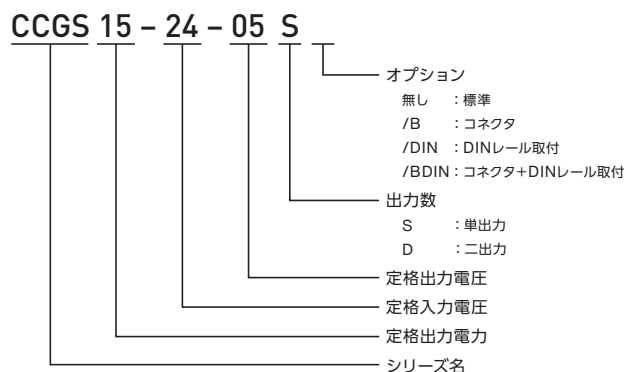 CCGS 15 – 24 – 05 S
オプション
無し ：標準
/B ：コネクタ
/DIN ：DINレール取付
/BDIN：コネクタ+DINレール取付
出力数
S ：単出力
D ：二出力
定格出力電圧
定格入力電圧
定格出力電力
シリーズ名